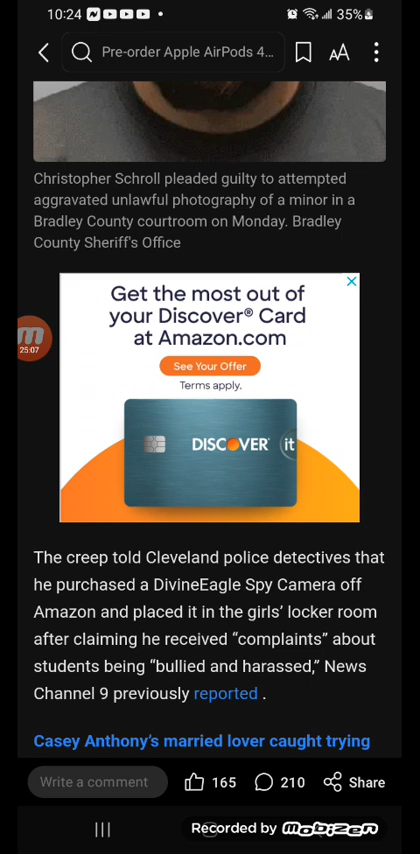 10:24
35%
Pre-order Apple AirPods 4...
AA
Christopher Schroll pleaded guilty to attempted
aggravated unlawful photography of a minor in a
Bradley County courtroom on Monday. Bradley
County Sheriff's Office
Get the most out of
your Discover® Card
at Amazon.com
See Your Offer
Terms apply.
DISCOVER it
m
25:07
The creep told Cleveland police detectives that
he purchased a DivineEagle Spy Camera off
Amazon and placed it in the girls' locker room
after claiming he received “complaints” about
students being “bullied and harassed,” News
Channel 9 previously reported .
Casey Anthony’s married lover caught trying
Write a comment
165
210
Share
Recorded by mobizen